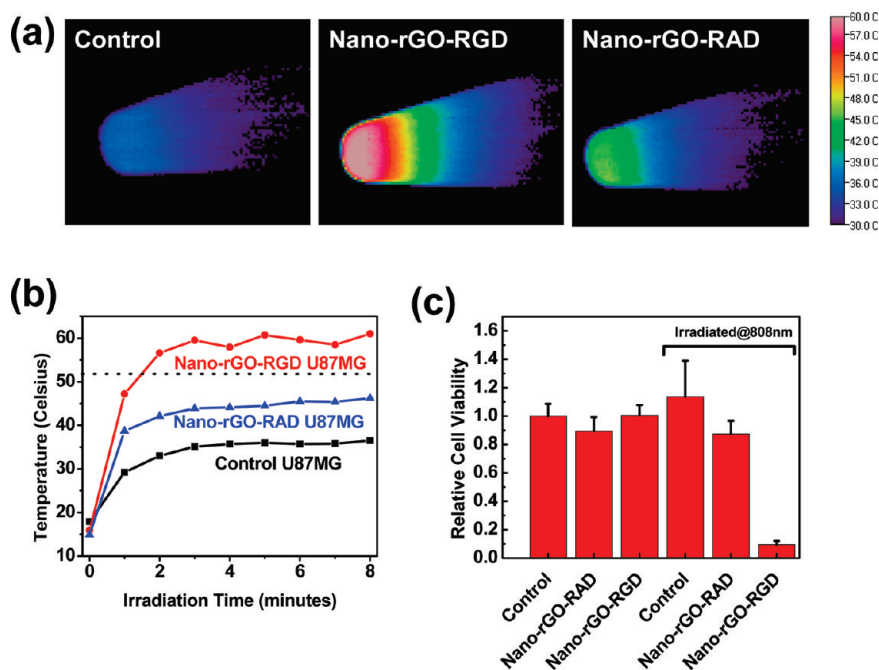 (a)
Control
Nano-rGO-RGD
Nano-rGO-RAD
60.0 C
57.0 C
54.0 C
51.0 C
48.0 C
45.0 C
42.0 C
39.0 C
36.0 C
33.0 C
30.0 C
(b)
60
50
40
30
20
10
0
2
4
6
8
Temperature (Celsius)
Irradiation Time (minutes)
Nano-rGO-RGD U87MG
Nano-rGO-RAD U87MG
Control U87MG
(c)
1.6
1.4
1.2
1.0
0.8
0.6
0.4
0.2
0.0
Relative Cell Viability
Irradiated@808nm
Control
Nano-rGO-RAD
Nano-rGO-RGD
Control
Nano-rGO-RAD
Nano-rGO-RGD